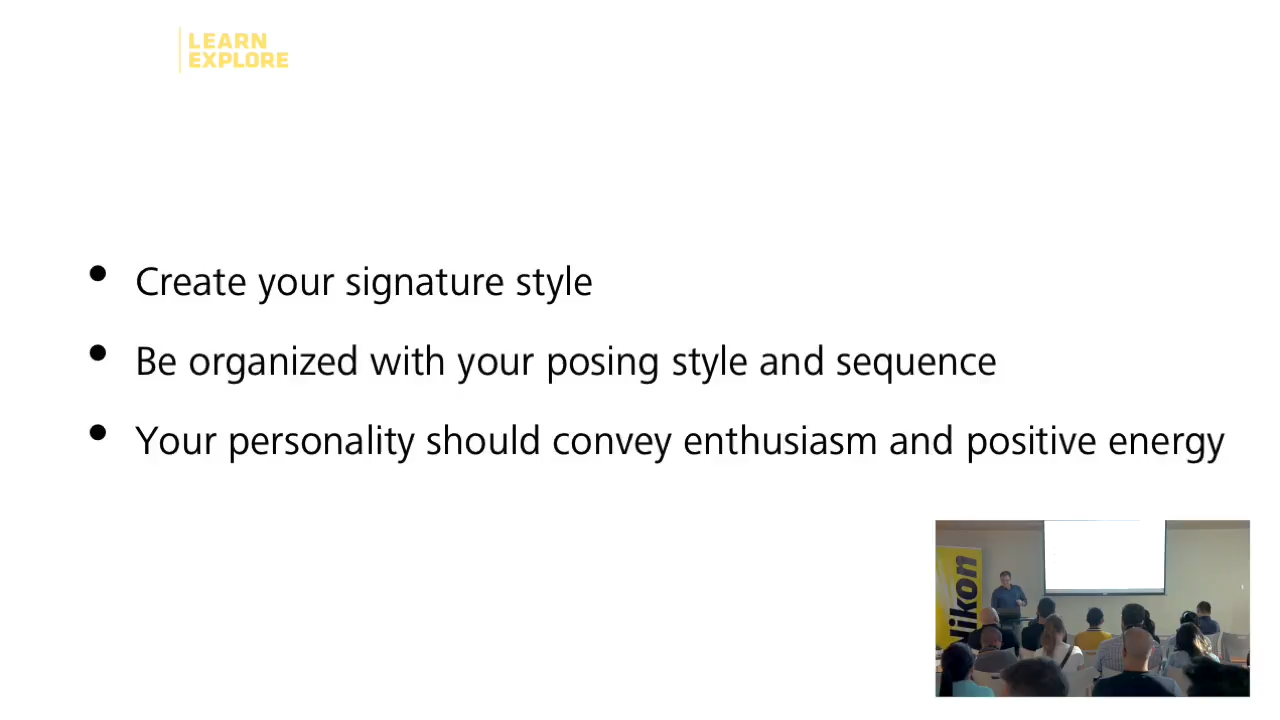 LEARN
EXPLORE
• Create your signature style
• Be organized with your posing style and sequence
• Your personality should convey enthusiasm and positive energy
Nikon